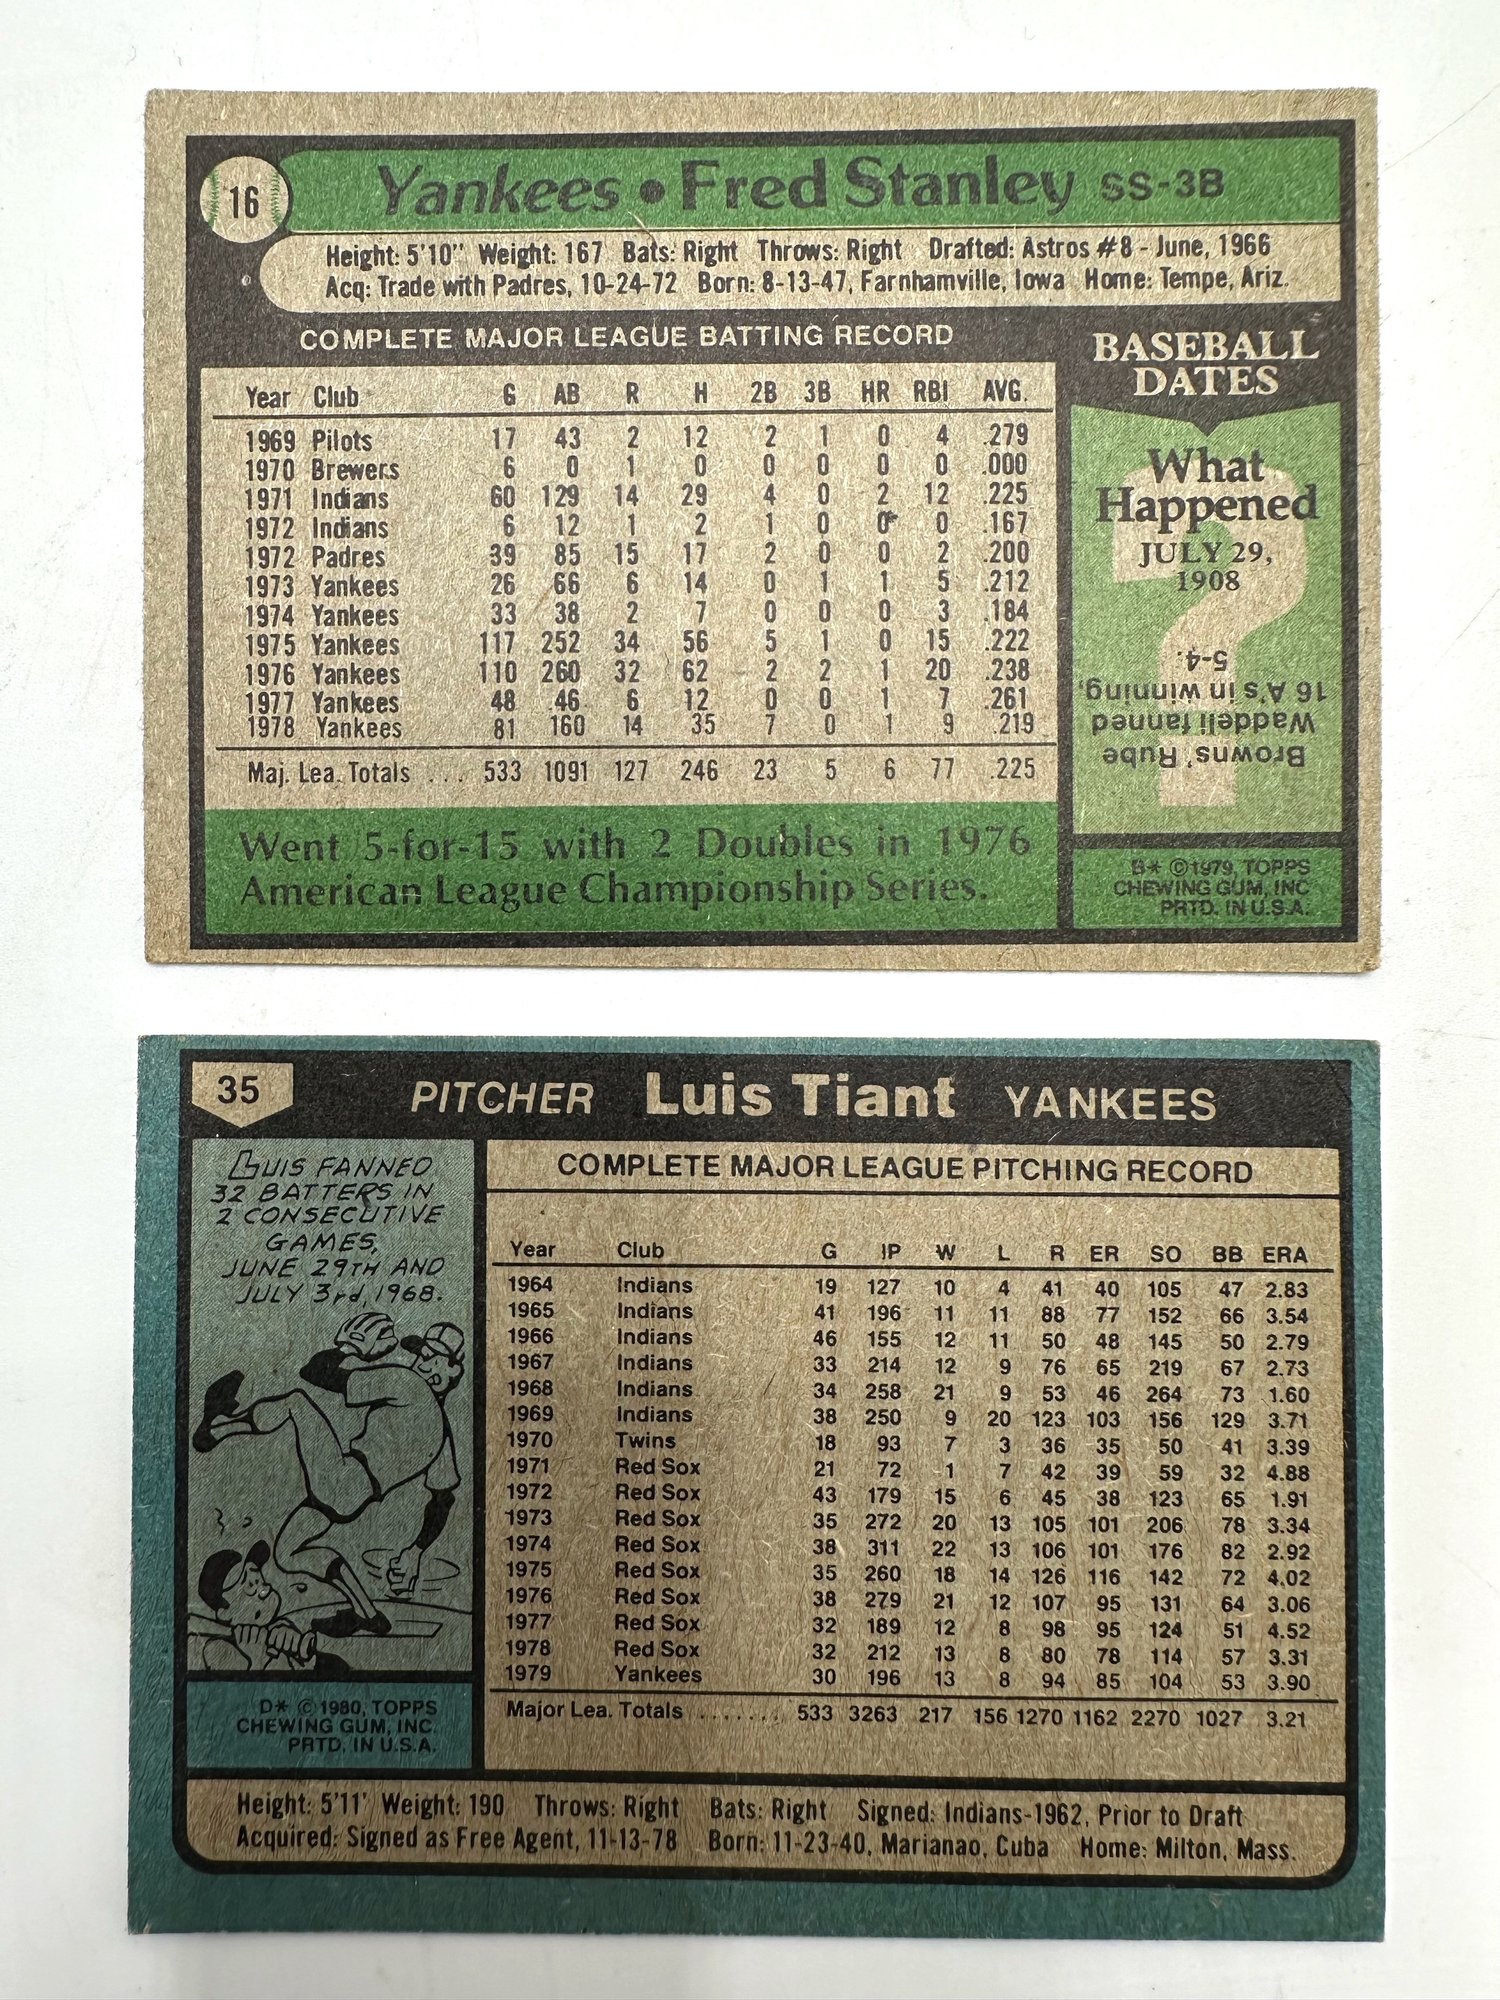 16
Yankees • Fred Stanley SS-3B
Height: 5'10" Weight: 167 Bats: Right Throws: Right Drafted: Astros #8 - June, 1966
Acq: Trade with Padres, 10-24-72 Born: 8-13-47, Farnhamville, Iowa Home: Tempe, Ariz.
COMPLETE MAJOR LEAGUE BATTING RECORD
Year Club G AB R H 2B 3B HR RBI AVG.
1969 Pilots 17 43 2 12 2 1 0 4 .279
1970 Brewers 6 0 1 0 0 0 0 0 .000
1971 Indians 60 129 14 29 4 0 2 12 .225
1972 Indians 6 12 1 2 1 0 0 0 .167
1972 Padres 39 85 15 17 2 0 0 2 .200
1973 Yankees 26 66 6 14 0 1 1 5 .212
1974 Yankees 33 38 2 7 0 0 0 3 .184
1975 Yankees 117 252 34 56 5 1 0 15 .222
1976 Yankees 110 260 32 62 2 2 1 20 .238
1977 Yankees 48 46 6 12 0 0 1 7 .261
1978 Yankees 81 160 14 35 7 0 1 9 .219
Maj. Lea. Totals ... 533 1091 127 246 23 5 6 77 .225
Went 5-for-15 with 2 Doubles in 1976
American League Championship Series.
BASEBALL
DATES
What
Happened
JULY 29,
1908
Browns' Rube
Waddell fanned
16 A's in winning,
5-4.
B* ©1979, TOPPS
CHEWING GUM, INC
PRTD. IN U.S.A.
35
PITCHER Luis Tiant YANKEES
LUIS FANNED
32 BATTERS IN
2 CONSECUTIVE
GAMES,
JUNE 29TH AND
JULY 3rd, 1968.
D* © 1980, TOPPS
CHEWING GUM, INC.
PRTD. IN U.S.A.
COMPLETE MAJOR LEAGUE PITCHING RECORD
Year Club G IP W L R ER SO BB ERA
1964 Indians 19 127 10 4 41 40 105 47 2.83
1965 Indians 41 196 11 11 88 77 152 66 3.54
1966 Indians 46 155 12 11 50 48 145 50 2.79
1967 Indians 33 214 12 9 76 65 219 67 2.73
1968 Indians 34 258 21 9 53 46 264 73 1.60
1969 Indians 38 250 9 20 123 103 156 129 3.71
1970 Twins 18 93 7 3 36 35 50 41 3.39
1971 Red Sox 21 72 1 7 42 39 59 32 4.88
1972 Red Sox 43 179 15 6 45 38 123 65 1.91
1973 Red Sox 35 272 20 13 105 101 206 78 3.34
1974 Red Sox 38 311 22 13 106 101 176 82 2.92
1975 Red Sox 35 260 18 14 126 116 142 72 4.02
1976 Red Sox 38 279 21 12 107 95 131 64 3.06
1977 Red Sox 32 189 12 8 98 95 124 51 4.52
1978 Red Sox 32 212 13 8 80 78 114 57 3.31
1979 Yankees 30 196 13 8 94 85 104 53 3.90
Major Lea. Totals ....... 533 3263 217 156 1270 1162 2270 1027 3.21
Height: 5'11' Weight: 190 Throws: Right Bats: Right Signed: Indians-1962, Prior to Draft
Acquired: Signed as Free Agent, 11-13-78 Born: 11-23-40, Marianao, Cuba Home: Milton, Mass.